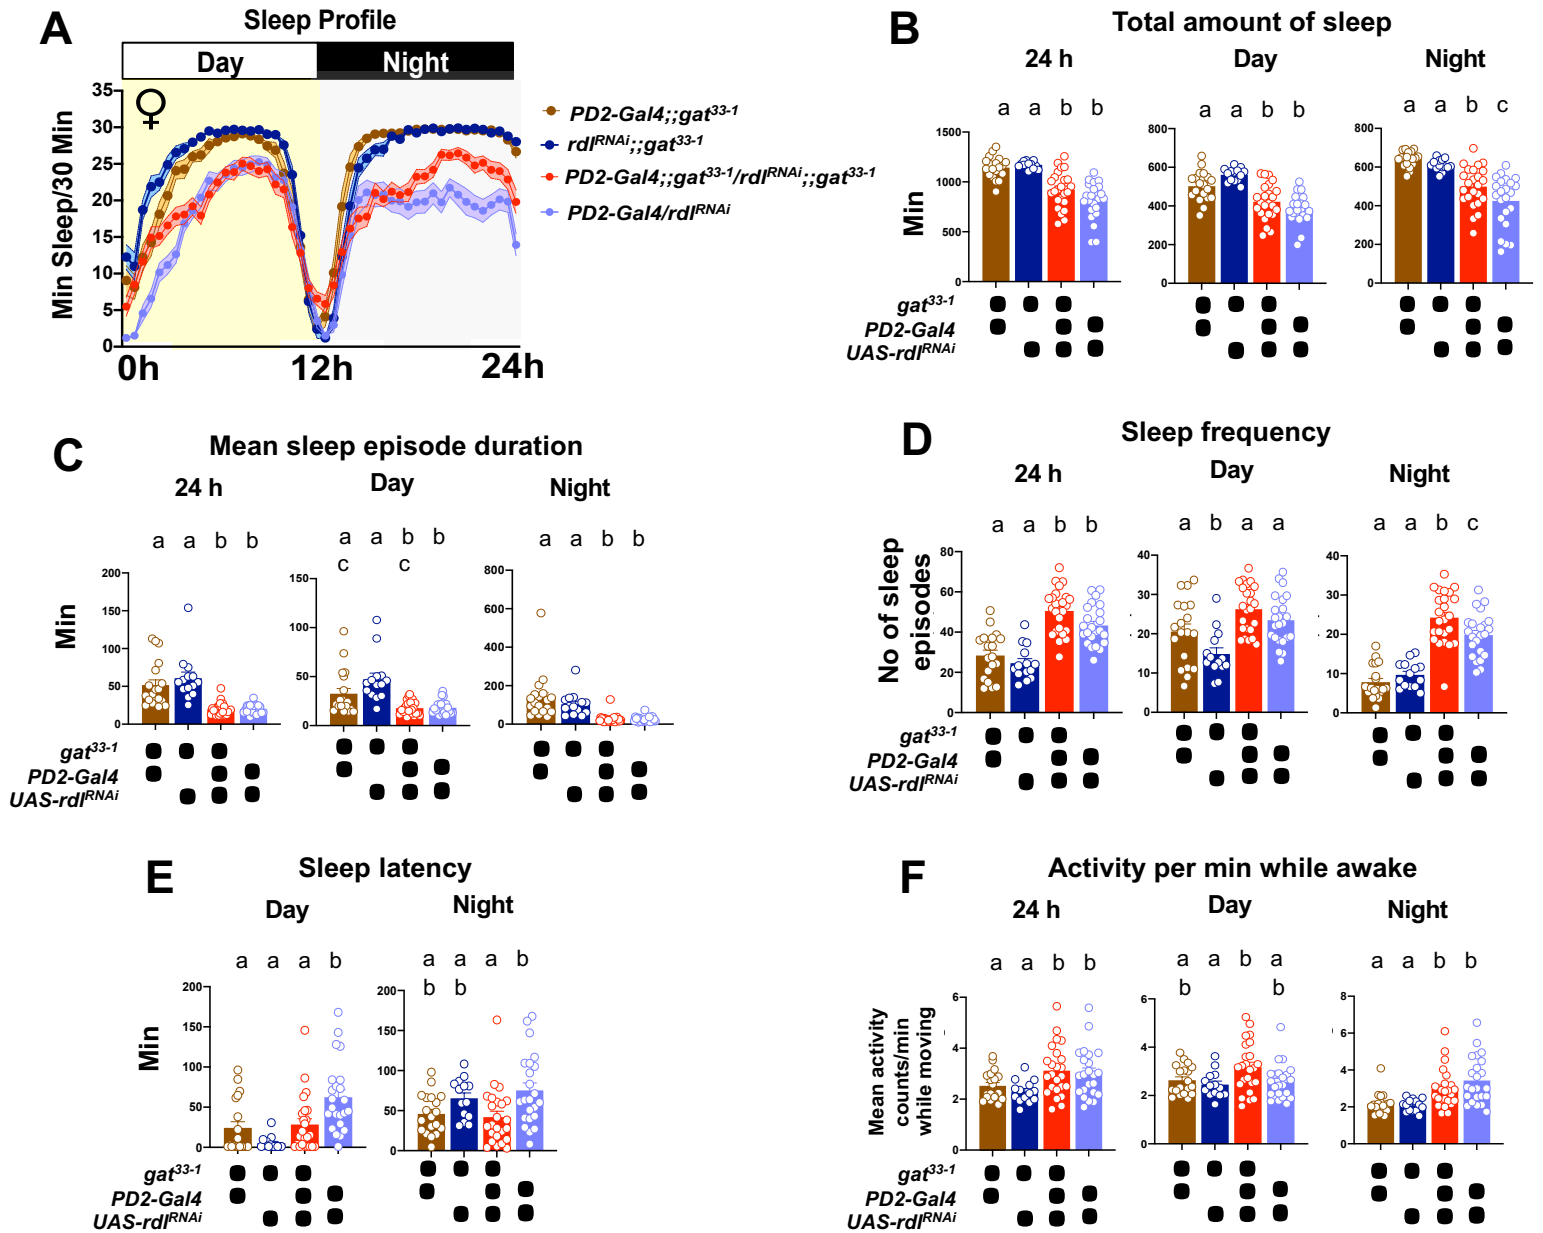 A
Sleep Profile
Day
Night
Min Sleep/30 Min
35
30
25
20
15
10
5
0
0h
12h
24h
♀
PD2-Gal4;;gat33-1
rdlRNAi;;gat33-1
PD2-Gal4;;gat33-1/rdlRNAi;;gat33-1
PD2-Gal4/rdlRNAi
B
Total amount of sleep
24 h
Day
Night
a a b b
a a b b
a a b c
Min
1500
1000
500
0
800
600
400
200
0
800
600
400
200
0
gat33-1
PD2-Gal4
UAS-rdlRNAi
C
Mean sleep episode duration
24 h
Day
Night
a a b b
a a b b
c c
a a b b
Min
200
150
100
50
0
150
100
50
0
800
600
400
200
0
gat33-1
PD2-Gal4
UAS-rdlRNAi
D
Sleep frequency
24 h
Day
Night
a a b b
a b a a
a a b c
No of sleep
episodes
80
60
40
20
0
40
30
20
10
0
40
30
20
10
0
gat33-1
PD2-Gal4
UAS-rdlRNAi
E
Sleep latency
Day
Night
a a a b
a a a b
b b
Min
200
150
100
50
0
200
150
100
50
0
gat33-1
PD2-Gal4
UAS-rdlRNAi
F
Activity per min while awake
24 h
Day
Night
a a b b
a a b a
b b
a a b b
Mean activity
counts/min
while moving
6
4
2
0
6
4
2
0
8
6
4
2
0
gat33-1
PD2-Gal4
UAS-rdlRNAi